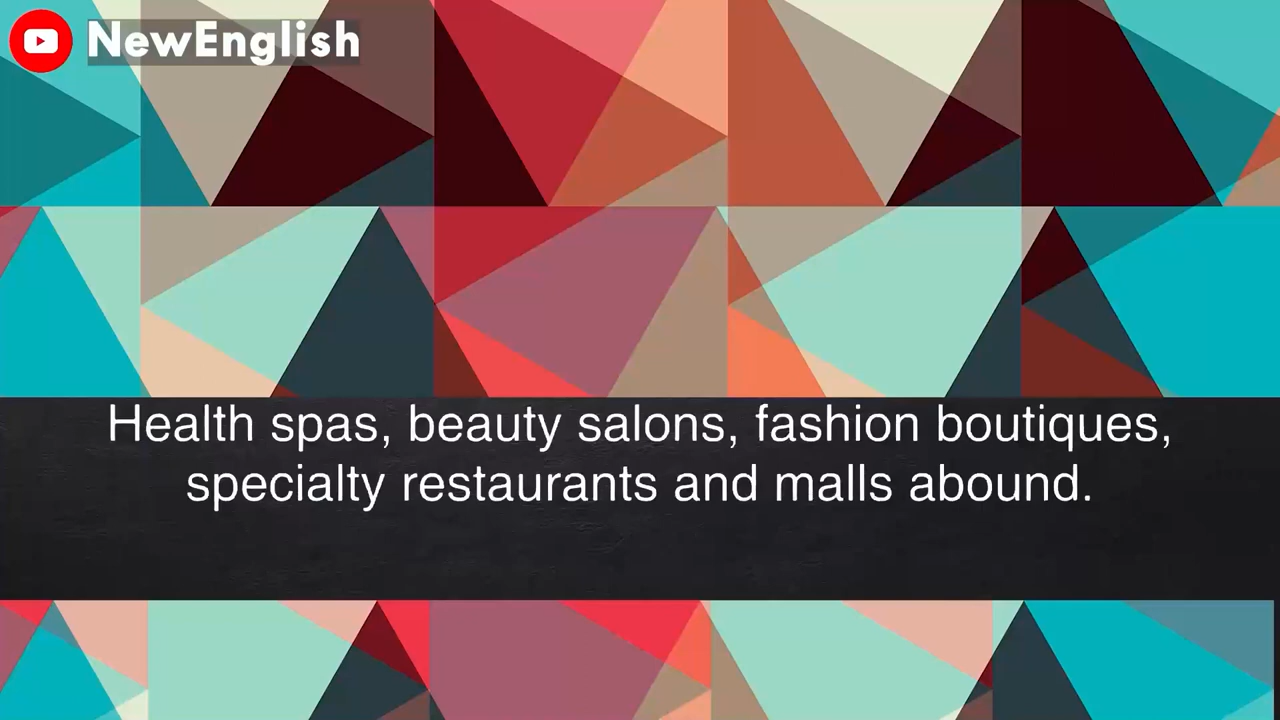 NewEnglish
Health spas, beauty salons, fashion boutiques,
specialty restaurants and malls abound.